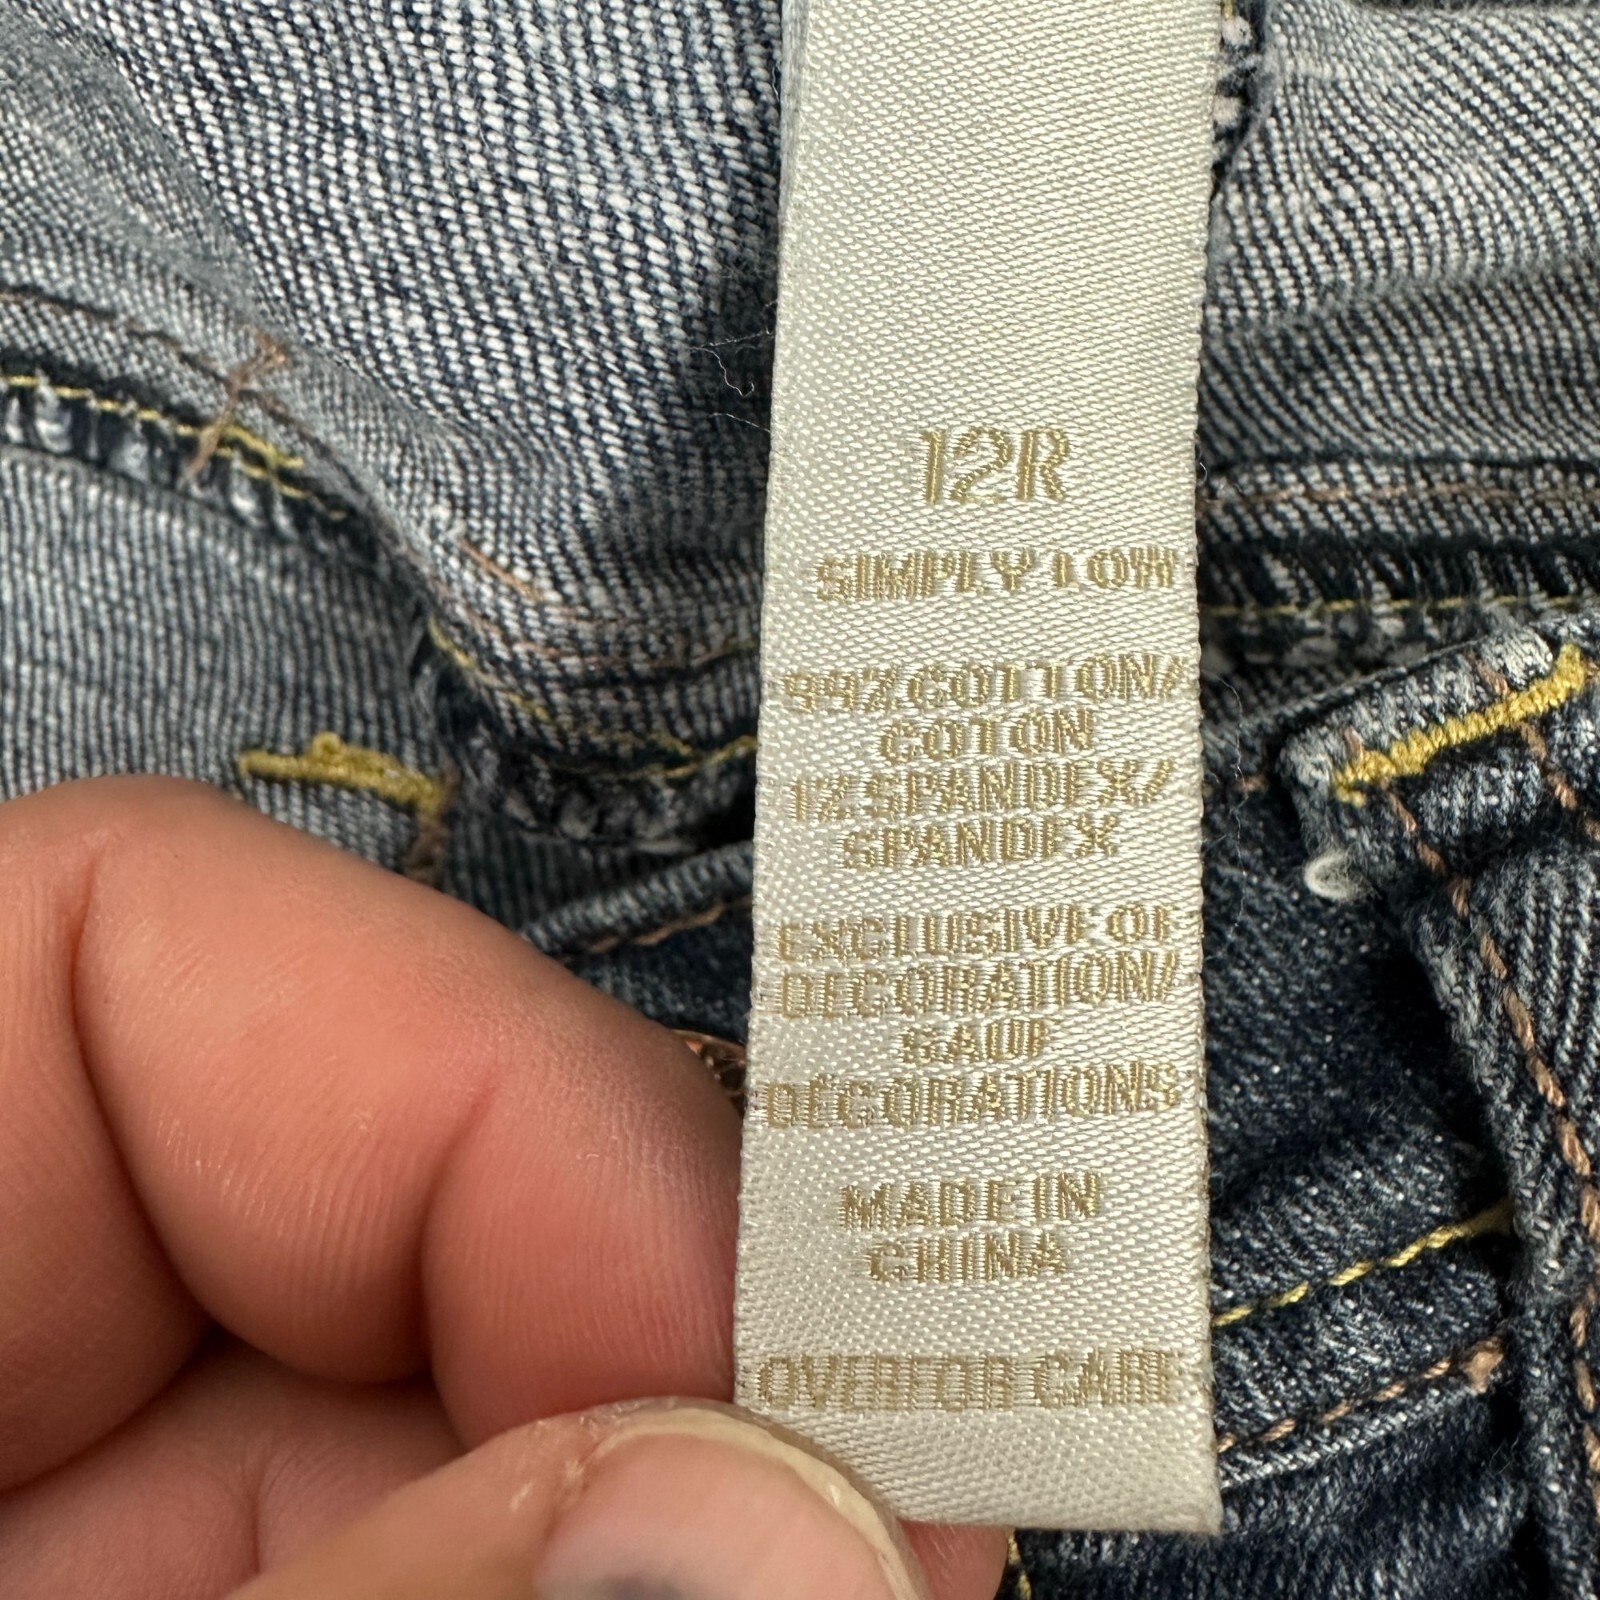 12R
SIMPLY LOW
99% COTTON/
COTON
1% SPANDEX/
SPANDEX
EXCLUSIVE OF
DECORATION/
SAUF
DÉCORATIONS
MADE IN
CHINA
OVER FOR CARE